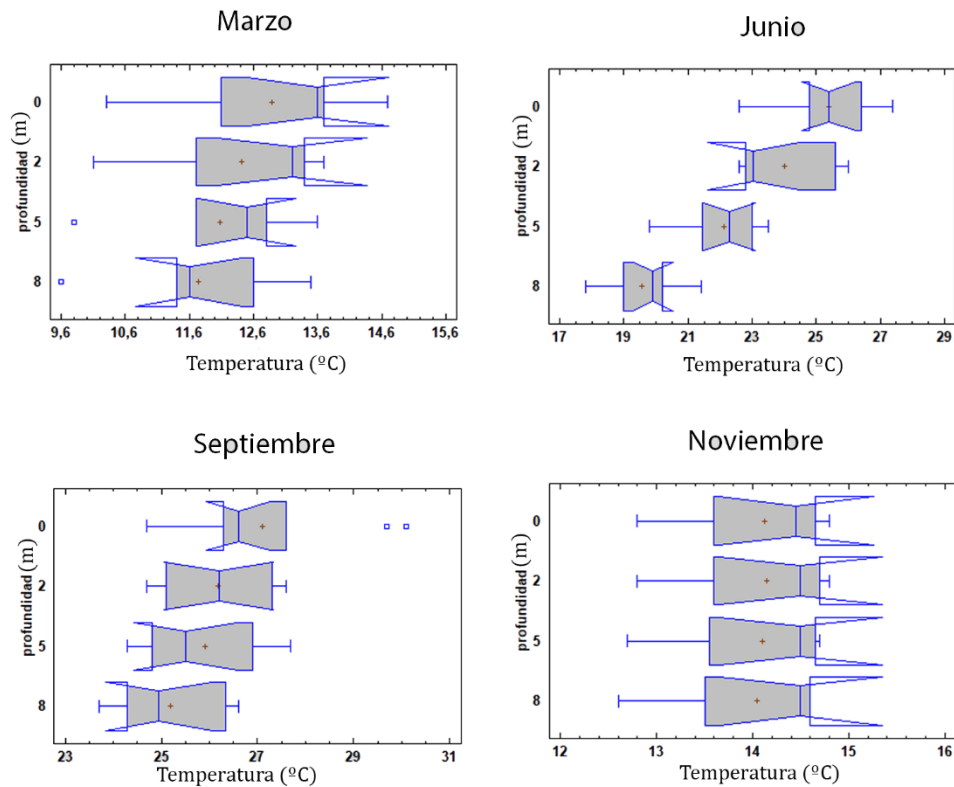 Marzo
profundidad (m)
0
2
5
8
9,6 10,6 11,6 12,6 13,6 14,6 15,6
Temperatura (ºC)
Junio
profundidad (m)
0
2
5
8
17 19 21 23 25 27 29
Temperatura (ºC)
Septiembre
profundidad (m)
0
2
5
8
23 25 27 29 31
Temperatura (ºC)
Noviembre
profundidad (m)
0
2
5
8
12 13 14 15 16
Temperatura (ºC)